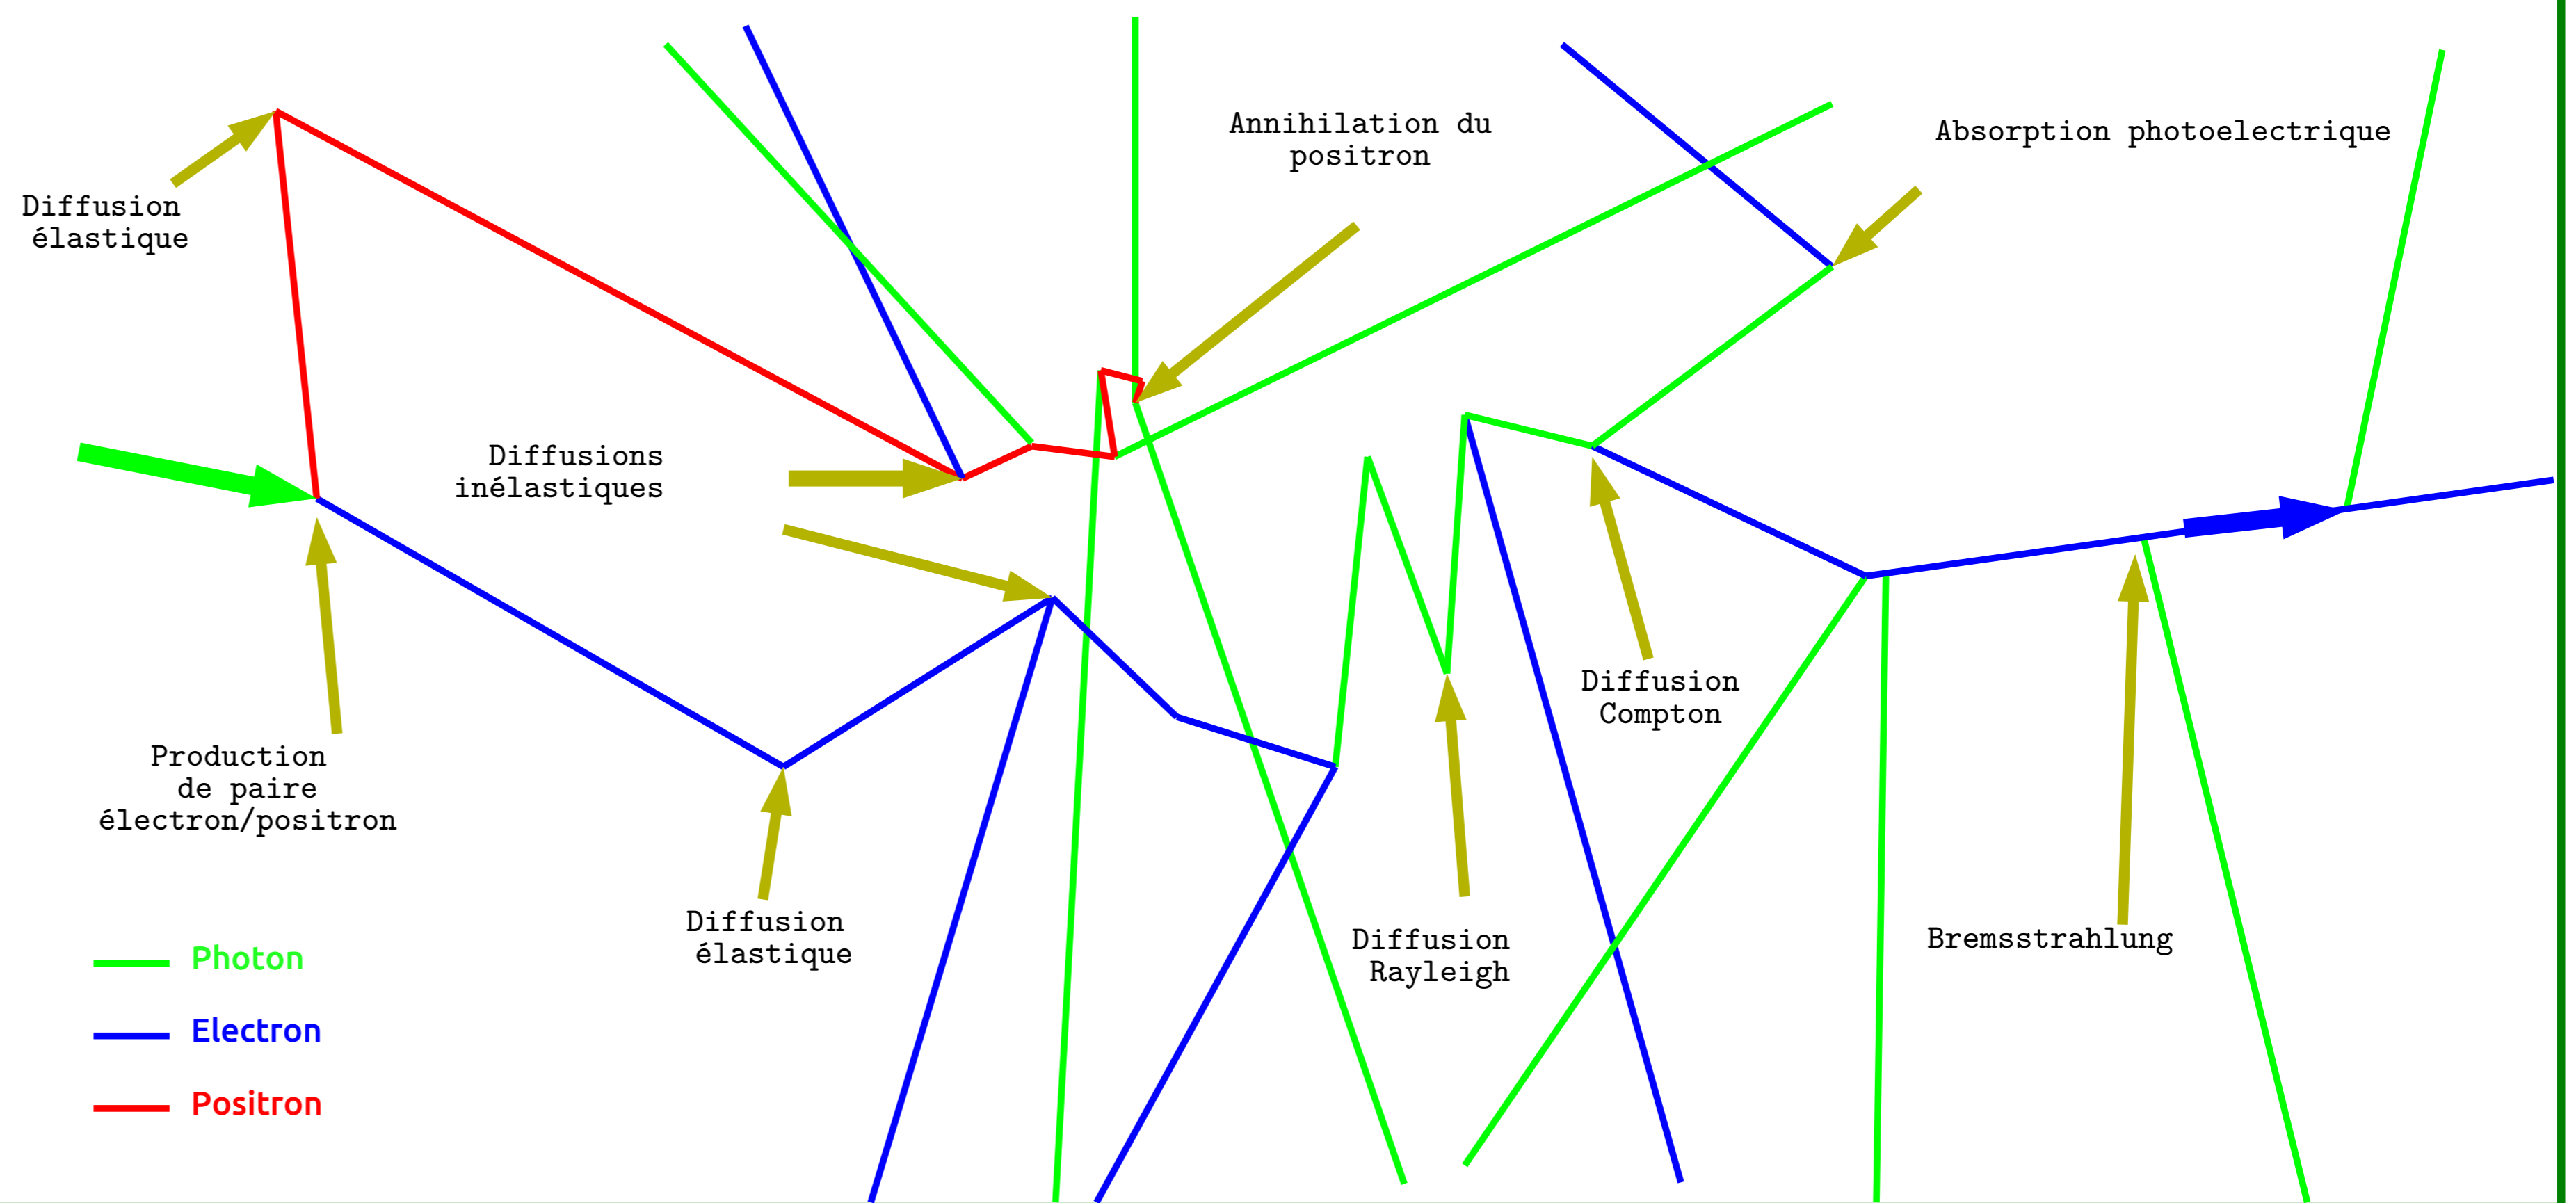 Annihilation du
positron
Absorption photoelectrique
Diffusion
élastique
Diffusions
inélastiques
Diffusion
Compton
Production
de paire
électron/positron
Diffusion
élastique
Diffusion
Rayleigh
Bremsstrahlung
Photon
Electron
Positron